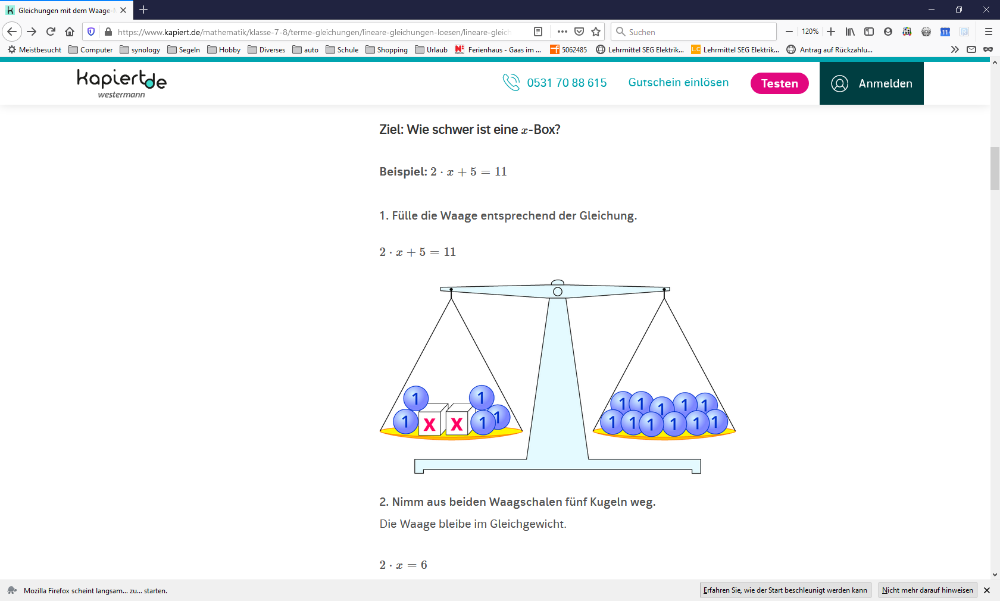 Gleichungen mit dem Waage-
https://www.kapiert.de/mathematik/klasse-7-8/terme-gleichungen/lineare-gleichungen-loesen/lineare-gleich
Suchen
120%
11
Meistbesucht Computer synology Segeln Hobby Diverses auto Schule Shopping Urlaub Ferienhaus - Gaas im ... 5062485 Lehrmittel SEG Elektrik... L.C Lehrmittel SEG Elektrik... Antrag auf Rückzahlu...
kapiert.de
westermann
0531 70 88 615 Gutschein einlösen Testen Anmelden
Ziel: Wie schwer ist eine x-Box?
Beispiel: 2 · x + 5 = 11
1. Fülle die Waage entsprechend der Gleichung.
2 · x + 5 = 11
1 1 1 1 1 1 1
1 x x 1 1 1 1 1 1 1 1
2. Nimm aus beiden Waagschalen fünf Kugeln weg.
Die Waage bleibe im Gleichgewicht.
2 · x = 6
Mozilla Firefox scheint langsam... zu... starten.
Erfahren Sie, wie der Start beschleunigt werden kann
Nicht mehr darauf hinweisen